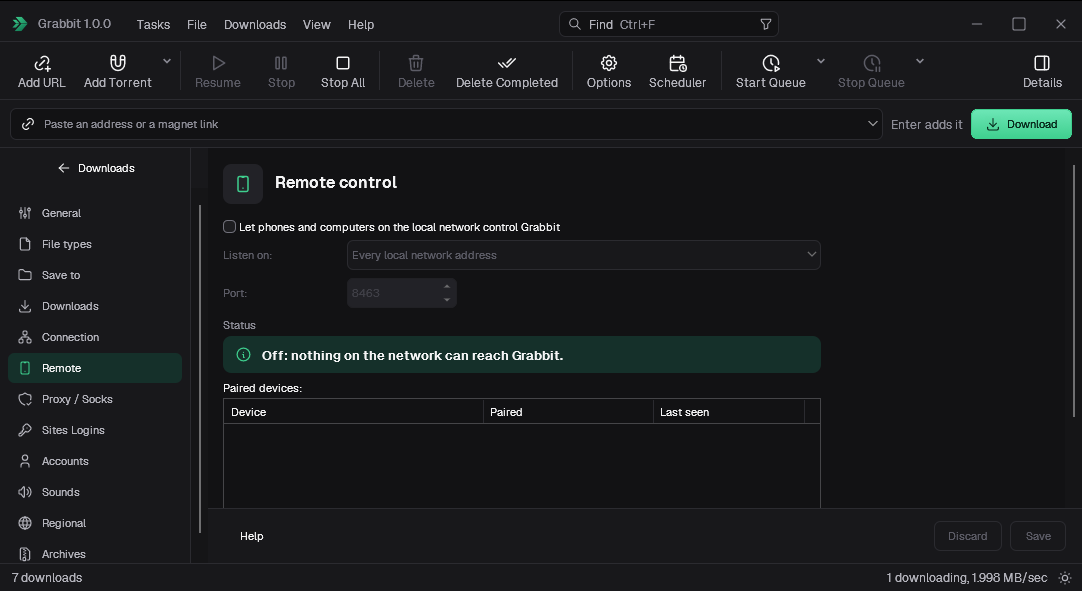 Grabbit 1.0.0 Tasks File Downloads View Help Find Ctrl+F
Add URL Add Torrent Resume Stop Stop All Delete Delete Completed Options Scheduler Start Queue Stop Queue Details
Paste an address or a magnet link Enter adds it Download
Downloads
General
File types
Save to
Downloads
Connection
Remote
Proxy / Socks
Sites Logins
Accounts
Sounds
Regional
Archives
Remote control
Let phones and computers on the local network control Grabbit
Listen on: Every local network address
Port: 8463
Status
Off: nothing on the network can reach Grabbit.
Paired devices:
Device Paired Last seen
Help Discard Save
7 downloads 1 downloading, 1.998 MB/sec